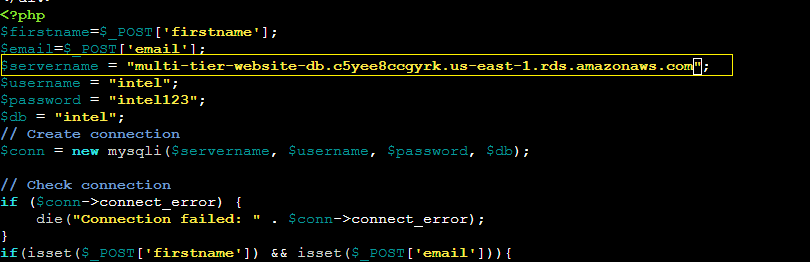 <?php
$firstname=$_POST['firstname'];
$email=$_POST['email'];
$servername = "multi-tier-website-db.c5yee8ccgyrk.us-east-1.rds.amazonaws.com";
$username = "intel";
$password = "intel123";
$db = "intel";
// Create connection
$conn = new mysqli($servername, $username, $password, $db);
// Check connection
if ($conn->connect_error) {
    die("Connection failed: " . $conn->connect_error);
}
if(isset($_POST['firstname']) && isset($_POST['email'])){